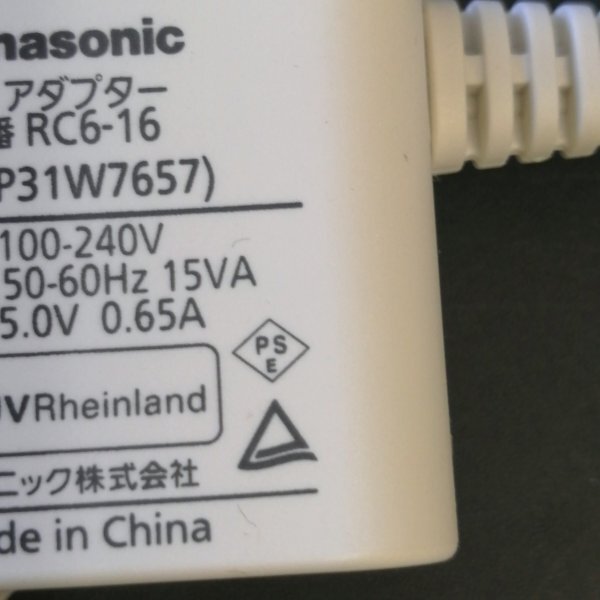 nasonic
アダプター
番 RC6-16
P31W7657)
100-240V
50-60Hz 15VA
5.0V 0.65A
PS
E
VRheinland
ニック株式会社
de in China